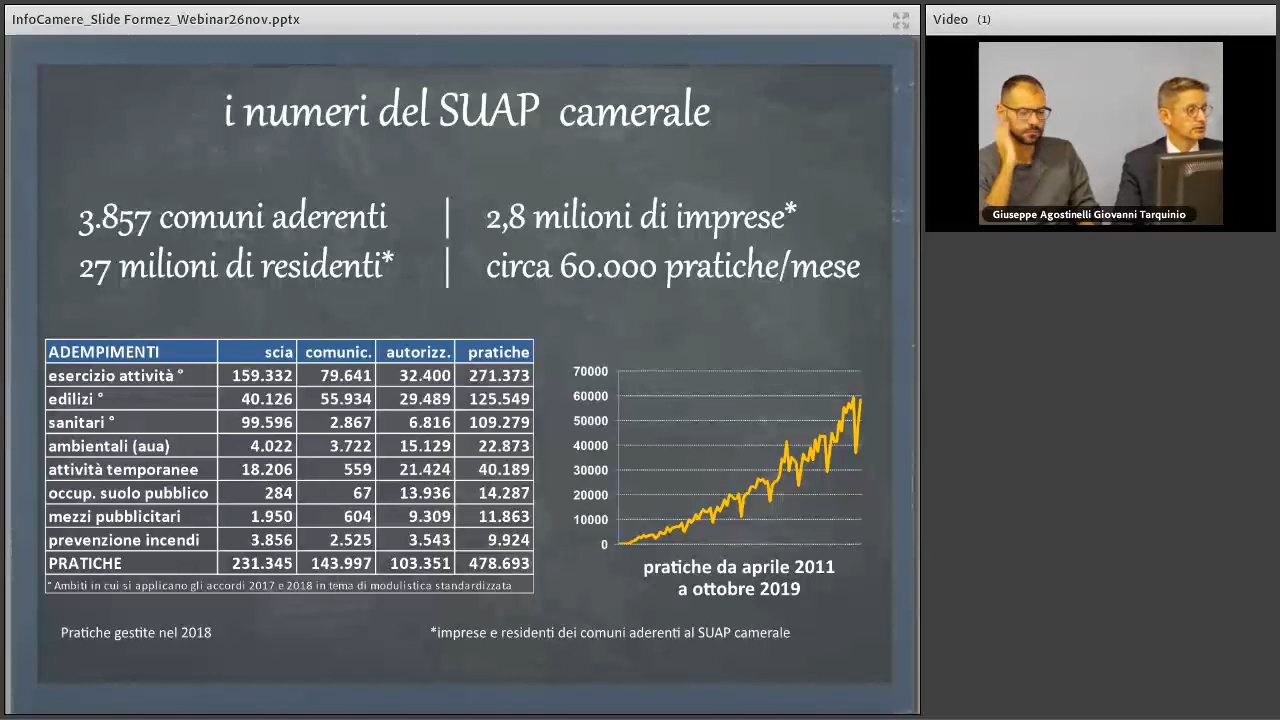 InfoCamere_Slide Formez_Webinar26nov.pptx
i numeri del SUAP camerale
3.857 comuni aderenti | 2,8 milioni di imprese*
27 milioni di residenti* | circa 60.000 pratiche/mese
ADEMPIMENTI scia comunic. autorizz. pratiche
esercizio attività ° 159.332 79.641 32.400 271.373
edilizi ° 40.126 55.934 29.489 125.549
sanitari ° 99.596 2.867 6.816 109.279
ambientali (aua) 4.022 3.722 15.129 22.873
attività temporanee 18.206 559 21.424 40.189
occup. suolo pubblico 284 67 13.936 14.287
mezzi pubblicitari 1.950 604 9.309 11.863
prevenzione incendi 3.856 2.525 3.543 9.924
PRATICHE 231.345 143.997 103.351 478.693
° Ambiti in cui si applicano gli accordi 2017 e 2018 in tema di modulistica standardizzata
70000
60000
50000
40000
30000
20000
10000
0
pratiche da aprile 2011
a ottobre 2019
Pratiche gestite nel 2018
*imprese e residenti dei comuni aderenti al SUAP camerale
Video (1)
Giuseppe Agostinelli Giovanni Tarquinio